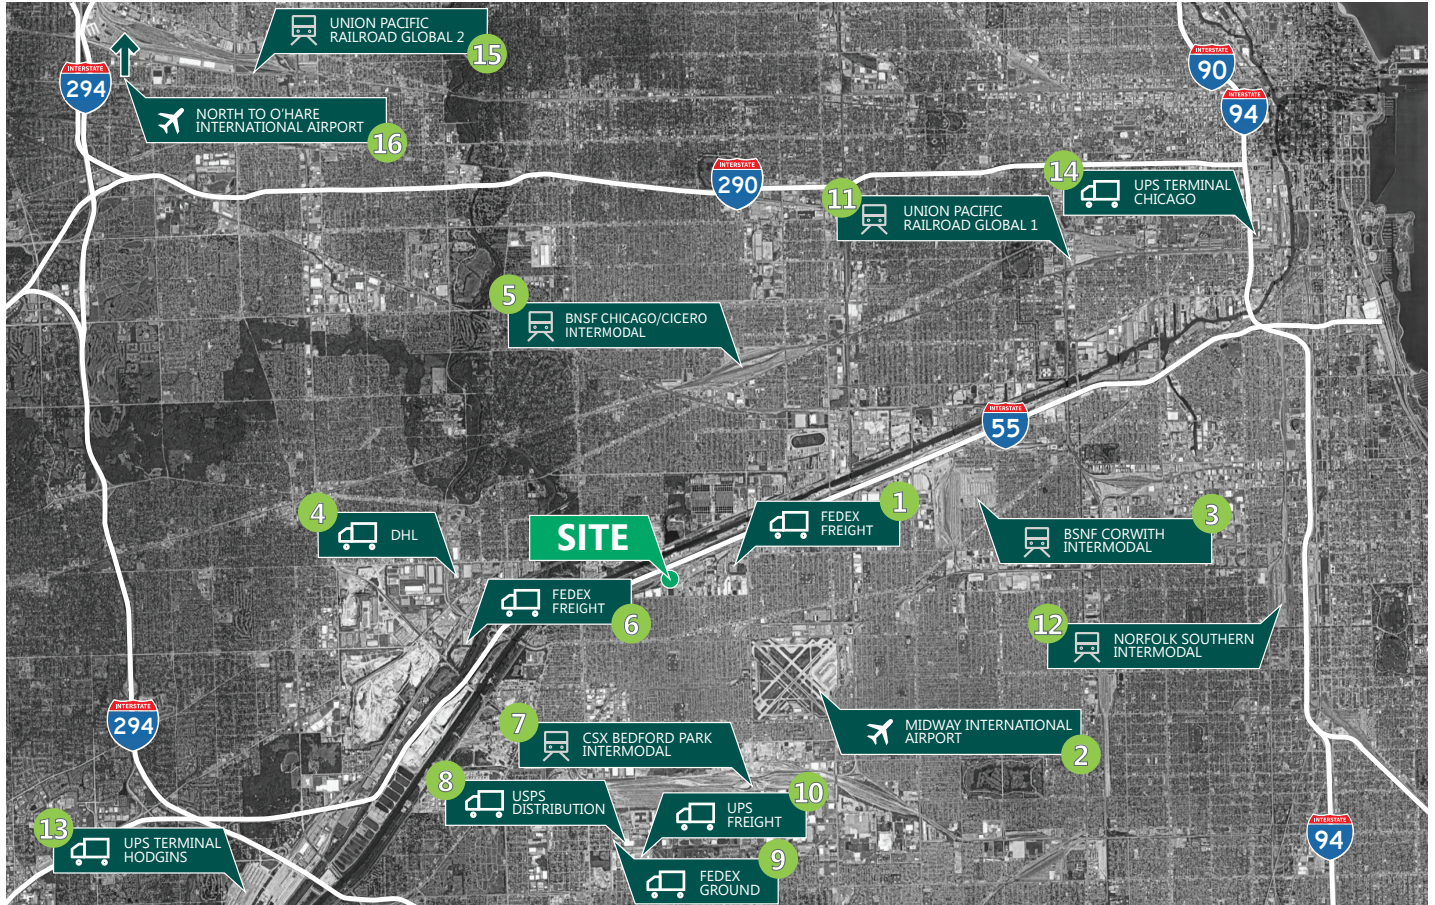 UNION PACIFIC
RAILROAD GLOBAL 2
15
INTERSTATE
294
NORTH TO O'HARE
INTERNATIONAL AIRPORT
16
INTERSTATE
90
INTERSTATE
94
INTERSTATE
290
11
UNION PACIFIC
RAILROAD GLOBAL 1
14
UPS TERMINAL
CHICAGO
5
BNSF CHICAGO/CICERO
INTERMODAL
INTERSTATE
55
4
DHL
SITE
FEDEX
FREIGHT
1
BSNF CORWITH
INTERMODAL
3
FEDEX
FREIGHT
6
12
NORFOLK SOUTHERN
INTERMODAL
INTERSTATE
294
7
CSX BEDFORD PARK
INTERMODAL
MIDWAY INTERNATIONAL
AIRPORT
2
8
USPS
DISTRIBUTION
UPS
FREIGHT
10
13
UPS TERMINAL
HODGINS
FEDEX
GROUND
9
INTERSTATE
94